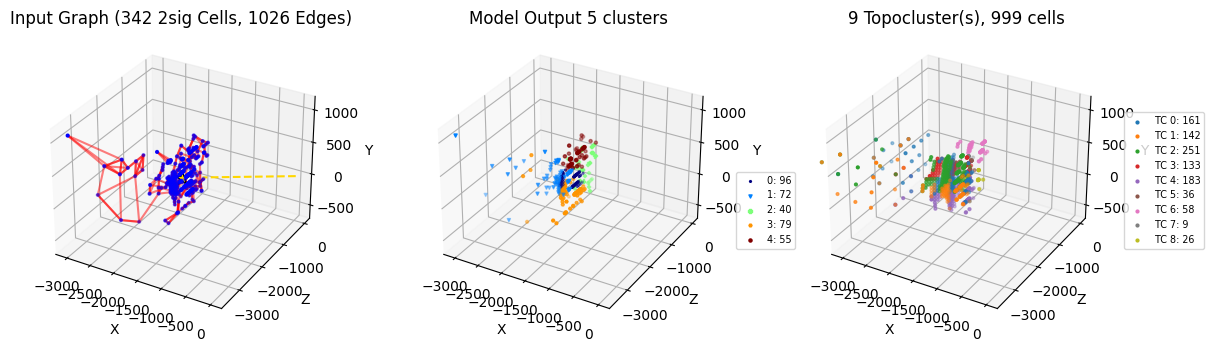 Input Graph (342 2sig Cells, 1026 Edges)
1000
500
0
−500
Y
0
−1000
−2000
−3000
Z
−3000
−2500
−2000
−1500
−1000
−500
0
X
Model Output 5 clusters
1000
500
0
−500
Y
0
−1000
−2000
−3000
Z
−3000
−2500
−2000
−1500
−1000
−500
0
X
0: 96
1: 72
2: 40
3: 79
4: 55
9 Topocluster(s), 999 cells
1000
500
0
−500
Y
0
−1000
−2000
−3000
Z
−3000
−2500
−2000
−1500
−1000
−500
0
X
TC 0: 161
TC 1: 142
TC 2: 251
TC 3: 133
TC 4: 183
TC 5: 36
TC 6: 58
TC 7: 9
TC 8: 26